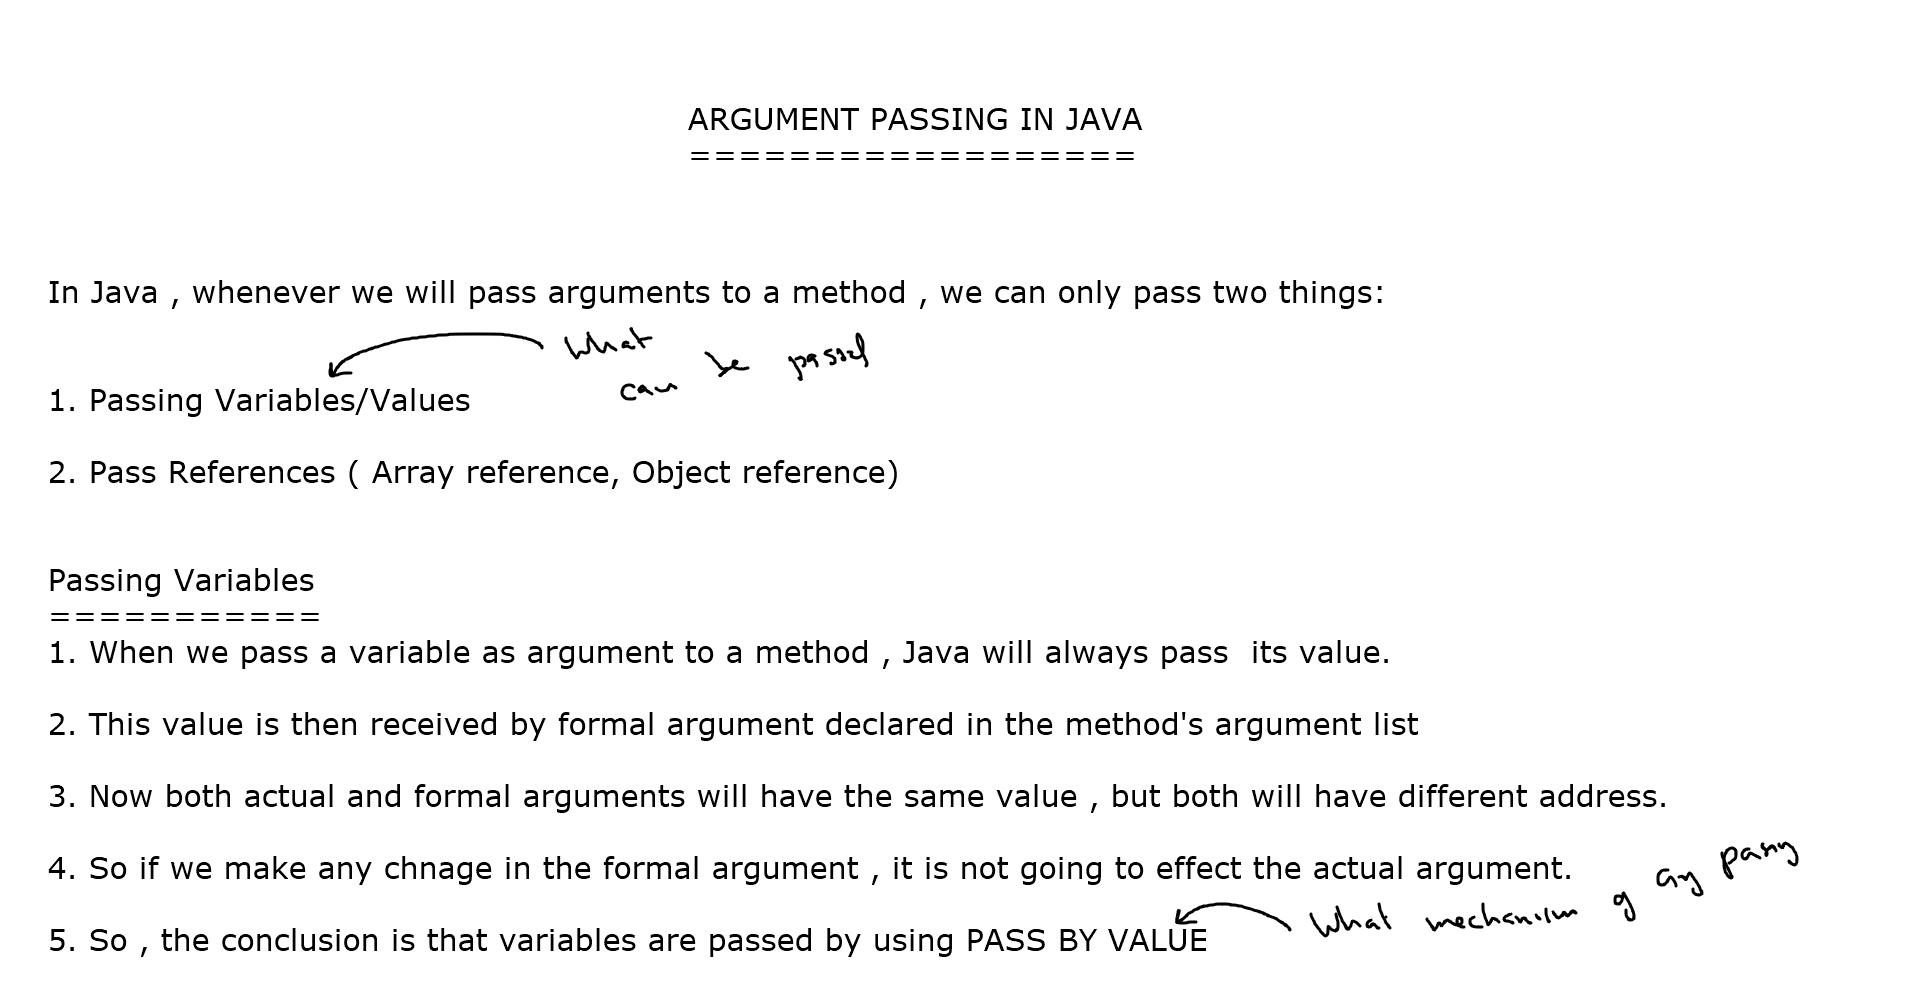 ARGUMENT PASSING IN JAVA
==================
In Java , whenever we will pass arguments to a method , we can only pass two things:
What
can be passed
1. Passing Variables/Values
2. Pass References ( Array reference, Object reference)
Passing Variables
===========
1. When we pass a variable as argument to a method , Java will always pass  its value.
2. This value is then received by formal argument declared in the method's argument list
3. Now both actual and formal arguments will have the same value , but both will have different address.
4. So if we make any chnage in the formal argument , it is not going to effect the actual argument.
What mechanism of
5. So , the conclusion is that variables are passed by using PASS BY VALUE